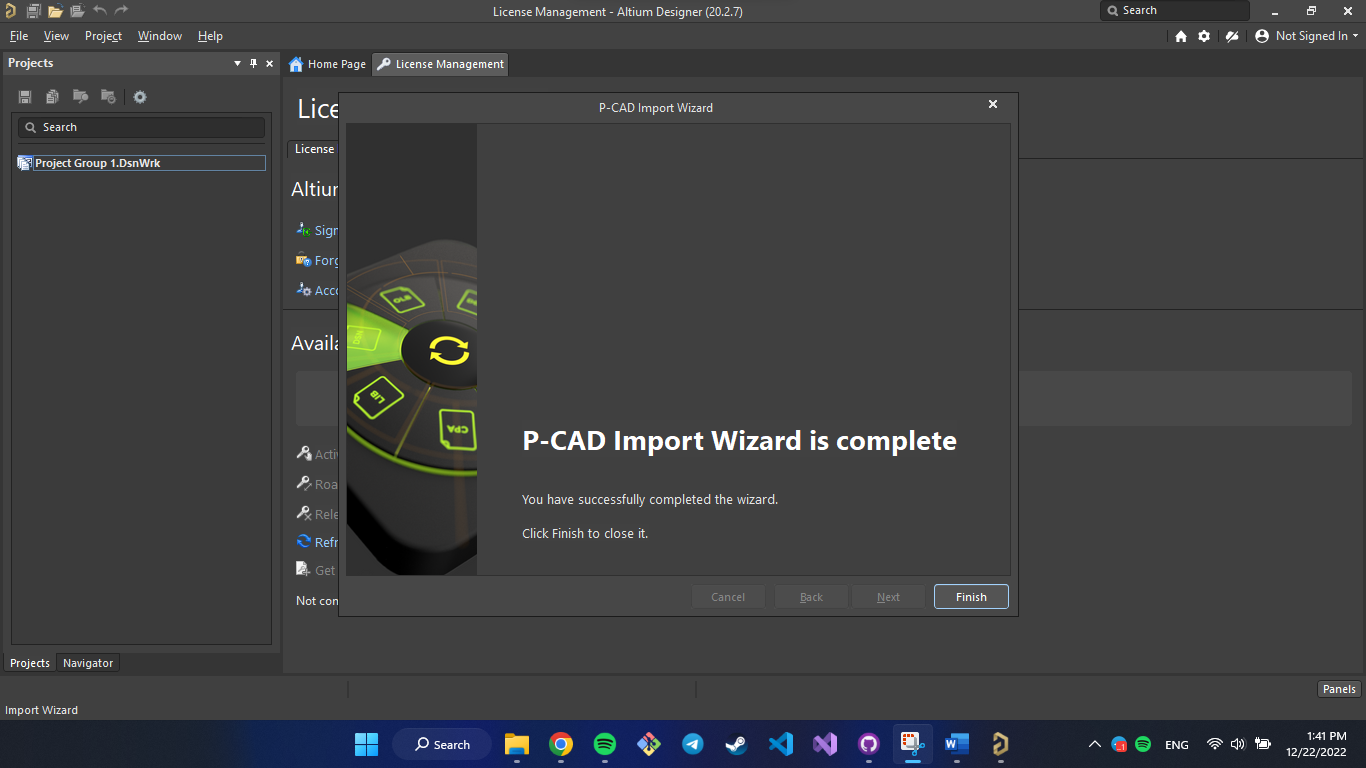 License Management - Altium Designer (20.2.7)
Search
File View Project Window Help
Not Signed In
Projects
Home Page
License Management
Search
Project Group 1.DsnWrk
Lice
License
Altiur
Sign
Forg
Acco
Availa
Activ
Roa
Rele
Refr
Get
Not con
P-CAD Import Wizard
OLB
DSN
LIB
CPA
P-CAD Import Wizard is complete
You have successfully completed the wizard.
Click Finish to close it.
Cancel Back Next Finish
Projects Navigator
Panels
Import Wizard
Search
1
ENG
1:41 PM
12/22/2022